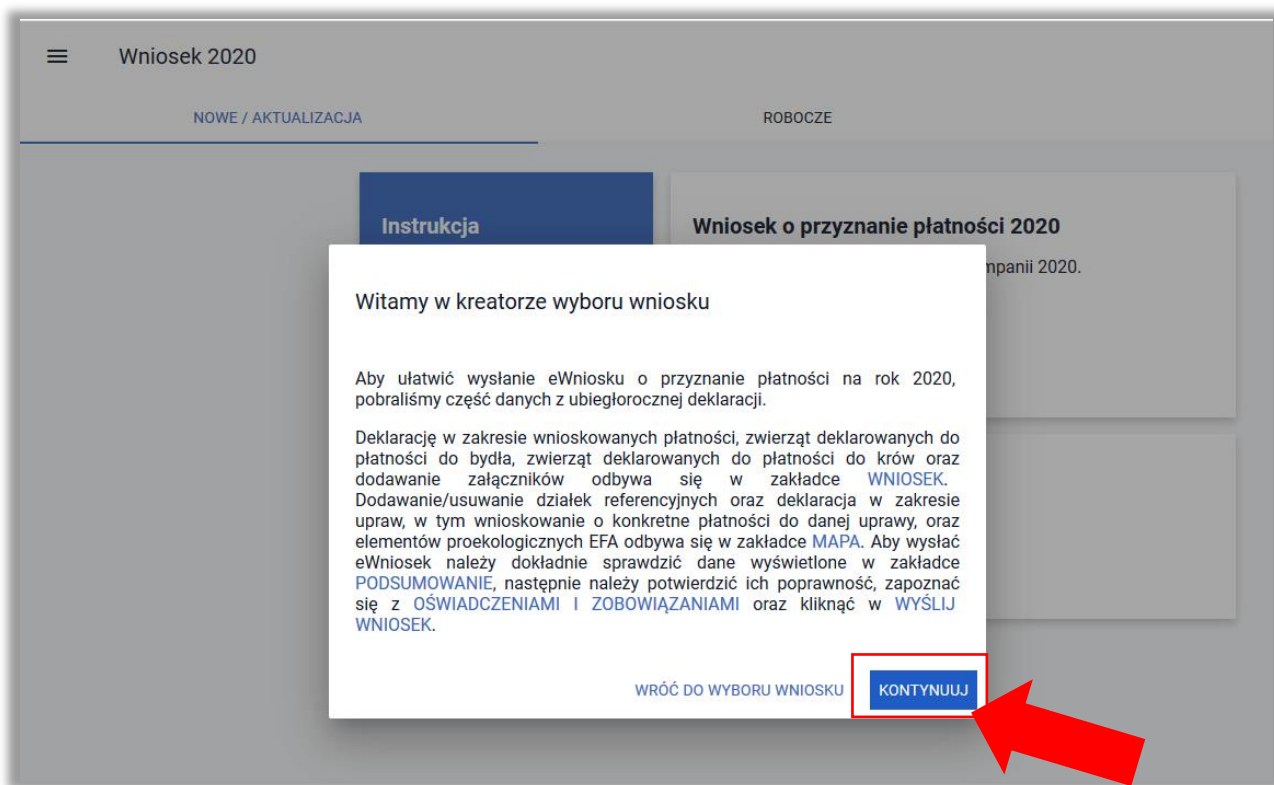 Wniosek 2020
NOWE / AKTUALIZACJA
ROBOCZE
Instrukcja
Wniosek o przyznanie płatności 2020
mpanii 2020.
Witamy w kreatorze wyboru wniosku
Aby ułatwić wysłanie eWniosku o przyznanie płatności na rok 2020,
pobraliśmy część danych z ubiegłorocznej deklaracji.
Deklarację w zakresie wnioskowanych płatności, zwierząt deklarowanych do
płatności do bydła, zwierząt deklarowanych do płatności do krów oraz
dodawanie załączników odbywa się w zakładce WNIOSEK.
Dodawanie/usuwanie działek referencyjnych oraz deklaracja w zakresie
upraw, w tym wnioskowanie o konkretne płatności do danej uprawy, oraz
elementów proekologicznych EFA odbywa się w zakładce MAPA. Aby wysłać
eWniosek należy dokładnie sprawdzić dane wyświetlone w zakładce
PODSUMOWANIE, następnie należy potwierdzić ich poprawność, zapoznać
się z OŚWIADCZENIAMI I ZOBOWIĄZANIAMI oraz kliknąć w WYŚLIJ
WNIOSEK.
WRÓĆ DO WYBORU WNIOSKU
KONTYNUUJ